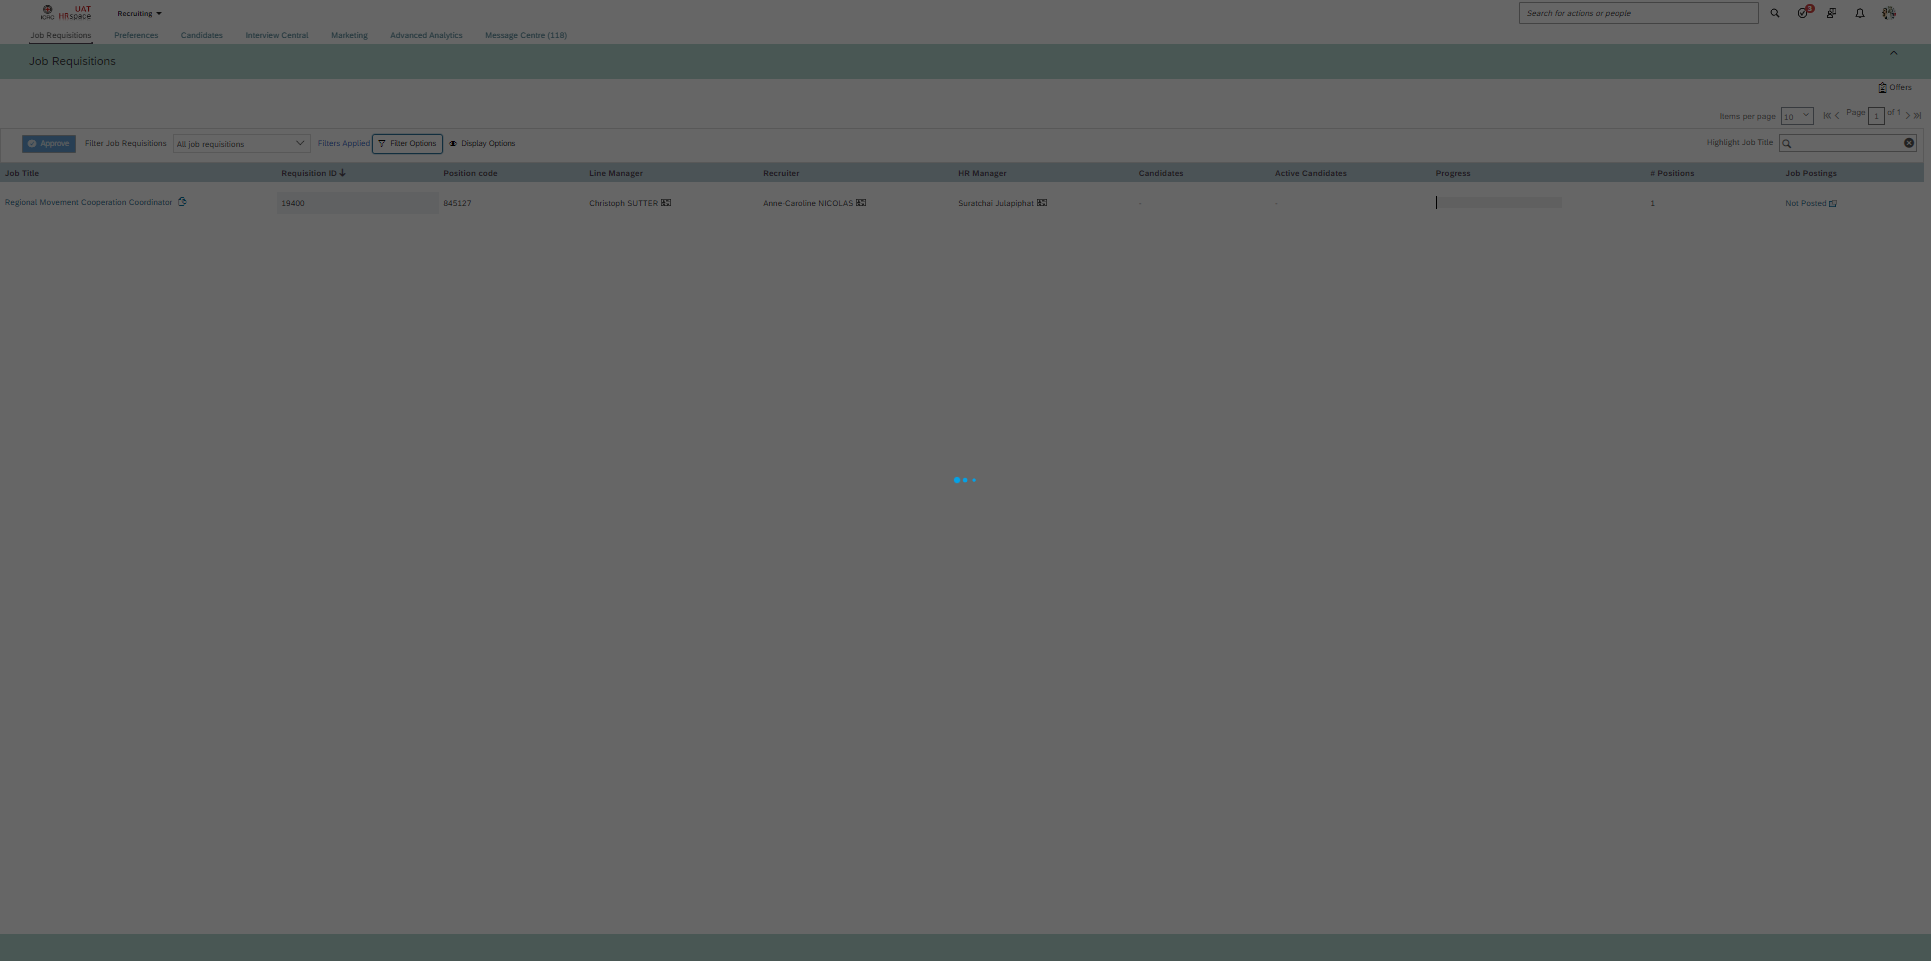 ICRC UAT
HRspace
Recruiting
Search for actions or people
3
Job Requisitions Preferences Candidates Interview Central Marketing Advanced Analytics Message Centre (118)
Job Requisitions
Offers
Items per page 10 Page 1 of 1
Approve Filter Job Requisitions All job requisitions Filters Applied Filter Options Display Options Highlight Job Title
Job Title Requisition ID Position code Line Manager Recruiter HR Manager Candidates Active Candidates Progress # Positions Job Postings
Regional Movement Cooperation Coordinator 19400 845127 Christoph SUTTER Anne-Caroline NICOLAS Suratchai Julapiphat - - 1 Not Posted